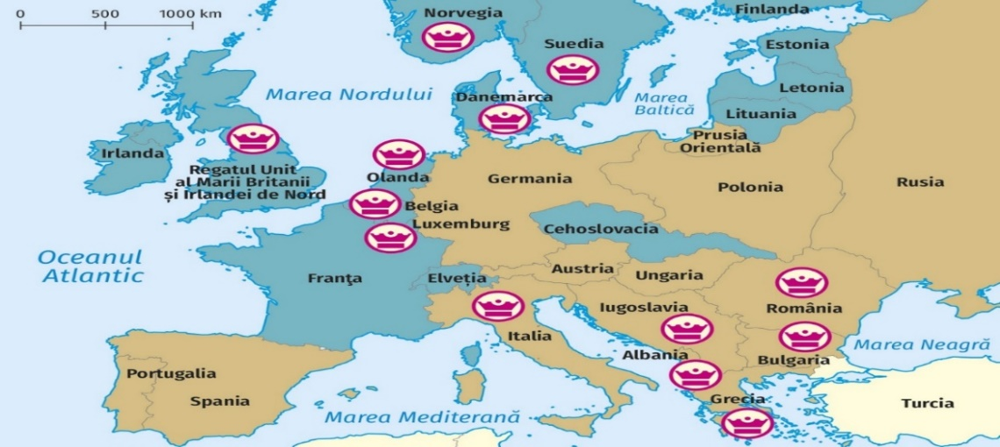 0 500 1000 km
Norvegia
Finlanda
Suedia
Estonia
Marea Nordului
Danemarca
Marea
Baltică
Letonia
Lituania
Irlanda
Prusia
Orientală
Regatul Unit
al Marii Britanii
și Irlandei de Nord
Olanda
Germania
Polonia
Rusia
Belgia
Luxemburg
Cehoslovacia
Oceanul
Atlantic
Franţa
Elveția
Austria
Ungaria
Iugoslavia
România
Italia
Marea Neagră
Albania
Bulgaria
Portugalia
Spania
Grecia
Turcia
Marea Mediterană